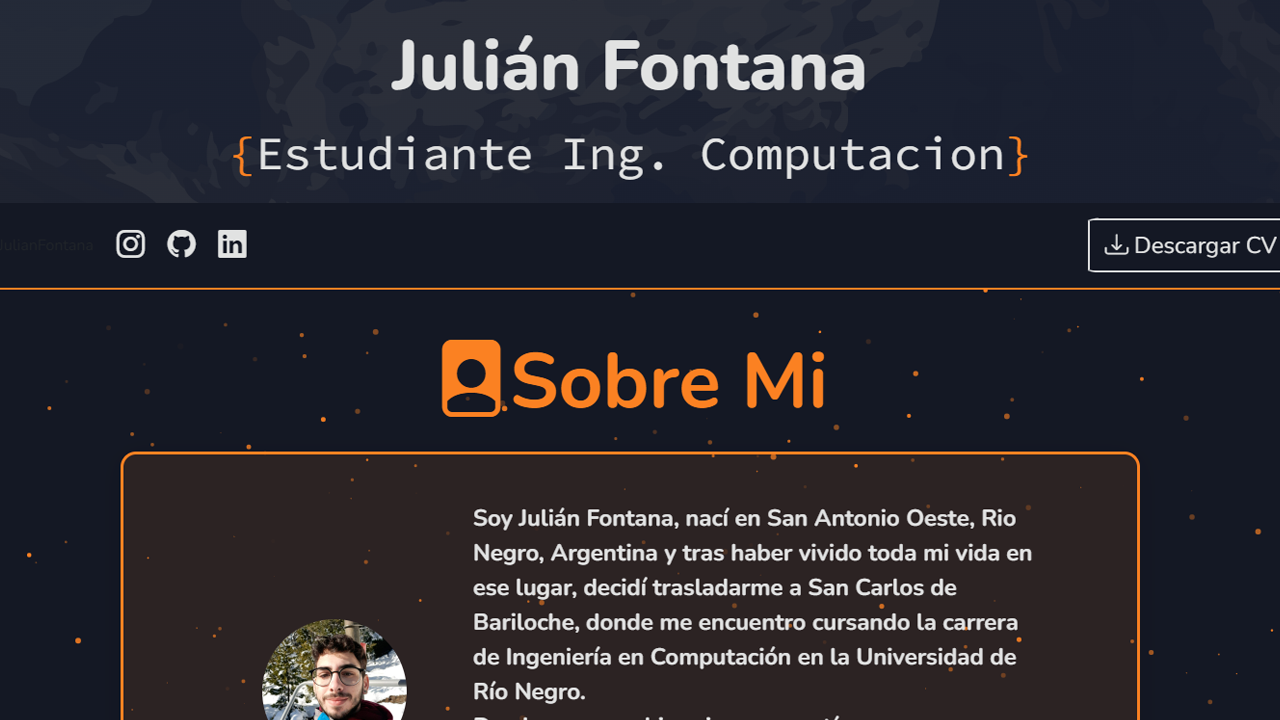 Julián Fontana
{Estudiante Ing. Computacion}
JulianFontana
Descargar CV
Sobre Mi
Soy Julián Fontana, nací en San Antonio Oeste, Rio
Negro, Argentina y tras haber vivido toda mi vida en
ese lugar, decidí trasladarme a San Carlos de
Bariloche, donde me encuentro cursando la carrera
de Ingeniería en Computación en la Universidad de
Río Negro.